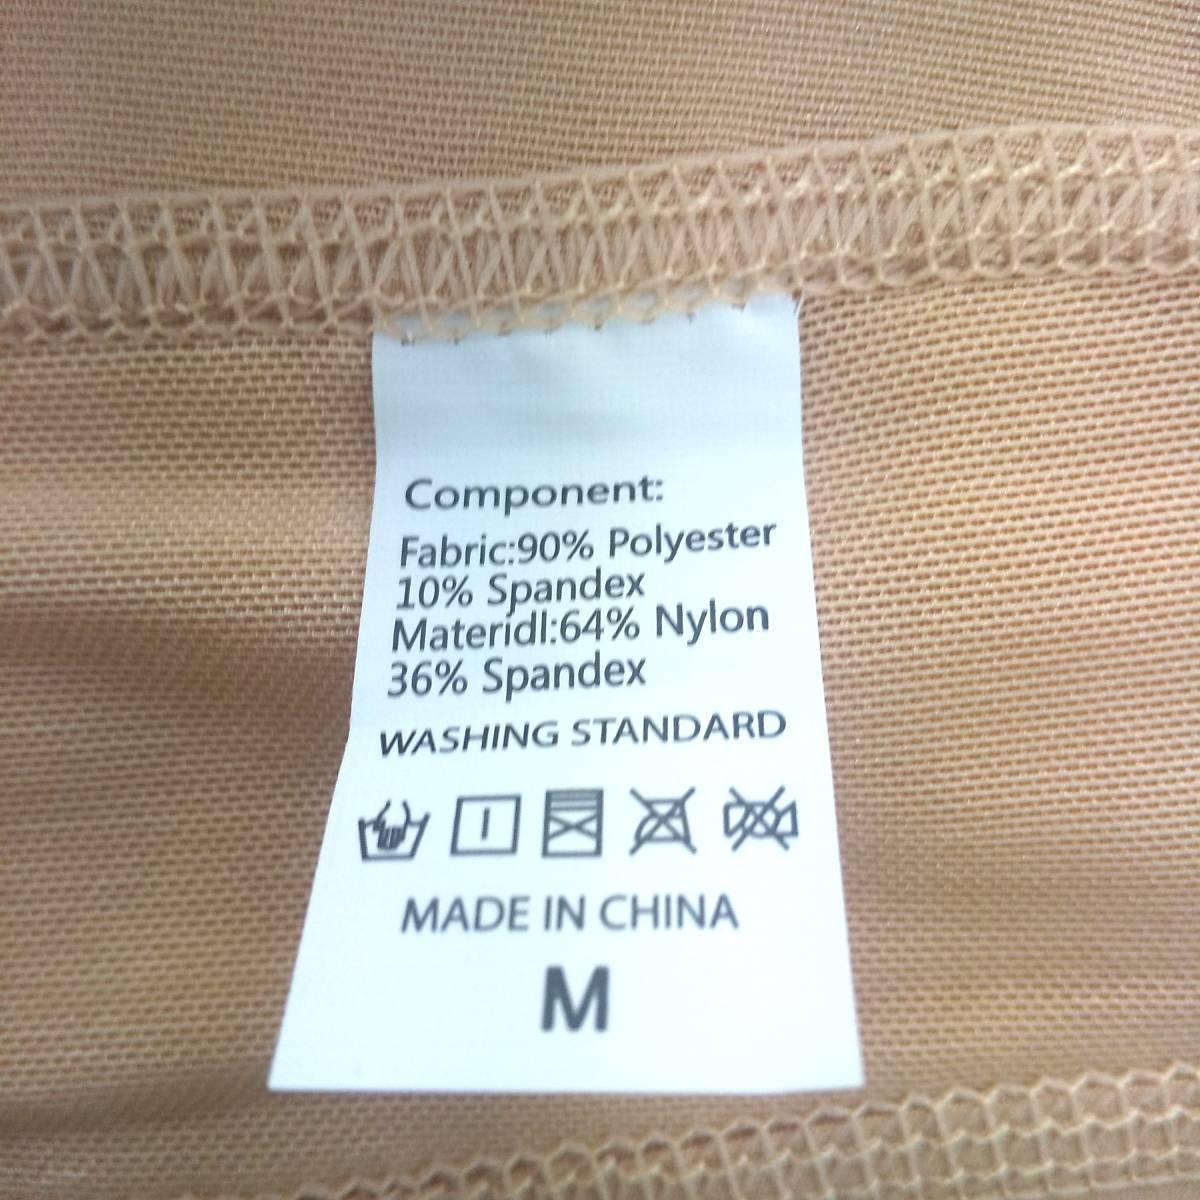 Component:
Fabric:90% Polyester
10% Spandex
Materidl:64% Nylon
36% Spandex
WASHING STANDARD
MADE IN CHINA
M